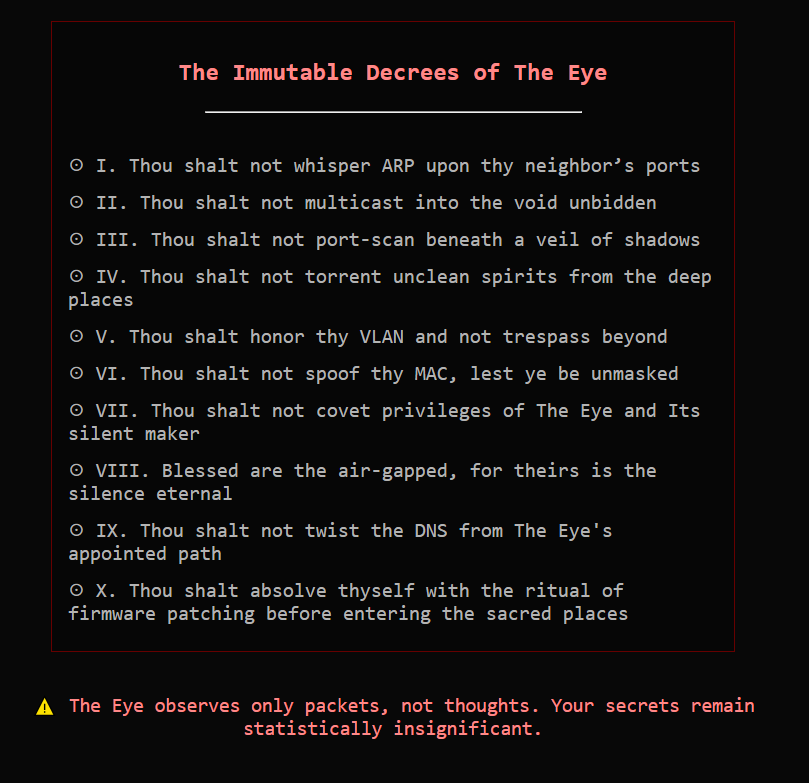 The Immutable Decrees of The Eye
⊙ I. Thou shalt not whisper ARP upon thy neighbor’s ports
⊙ II. Thou shalt not multicast into the void unbidden
⊙ III. Thou shalt not port-scan beneath a veil of shadows
⊙ IV. Thou shalt not torrent unclean spirits from the deep
places
⊙ V. Thou shalt honor thy VLAN and not trespass beyond
⊙ VI. Thou shalt not spoof thy MAC, lest ye be unmasked
⊙ VII. Thou shalt not covet privileges of The Eye and Its
silent maker
⊙ VIII. Blessed are the air-gapped, for theirs is the
silence eternal
⊙ IX. Thou shalt not twist the DNS from The Eye's
appointed path
⊙ X. Thou shalt absolve thyself with the ritual of
firmware patching before entering the sacred places
⚠ The Eye observes only packets, not thoughts. Your secrets remain
statistically insignificant.